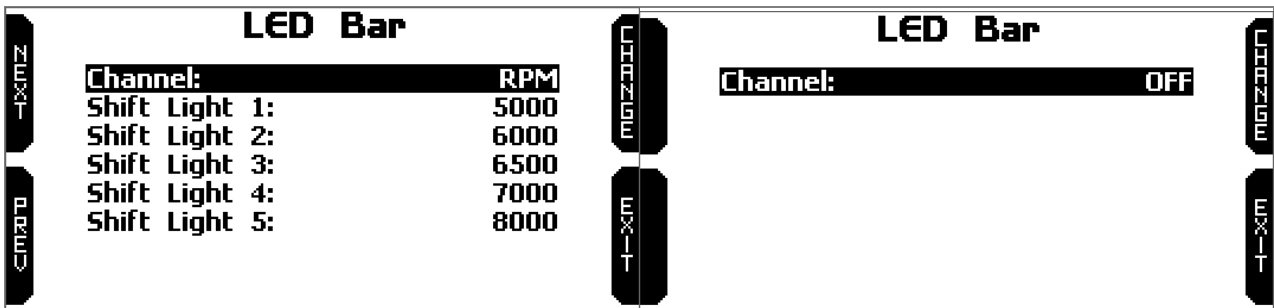 LED Bar
NEXT
PREV
Channel: RPM
Shift Light 1: 5000
Shift Light 2: 6000
Shift Light 3: 6500
Shift Light 4: 7000
Shift Light 5: 8000
CHANGE
EXIT
LED Bar
Channel: OFF
CHANGE
EXIT